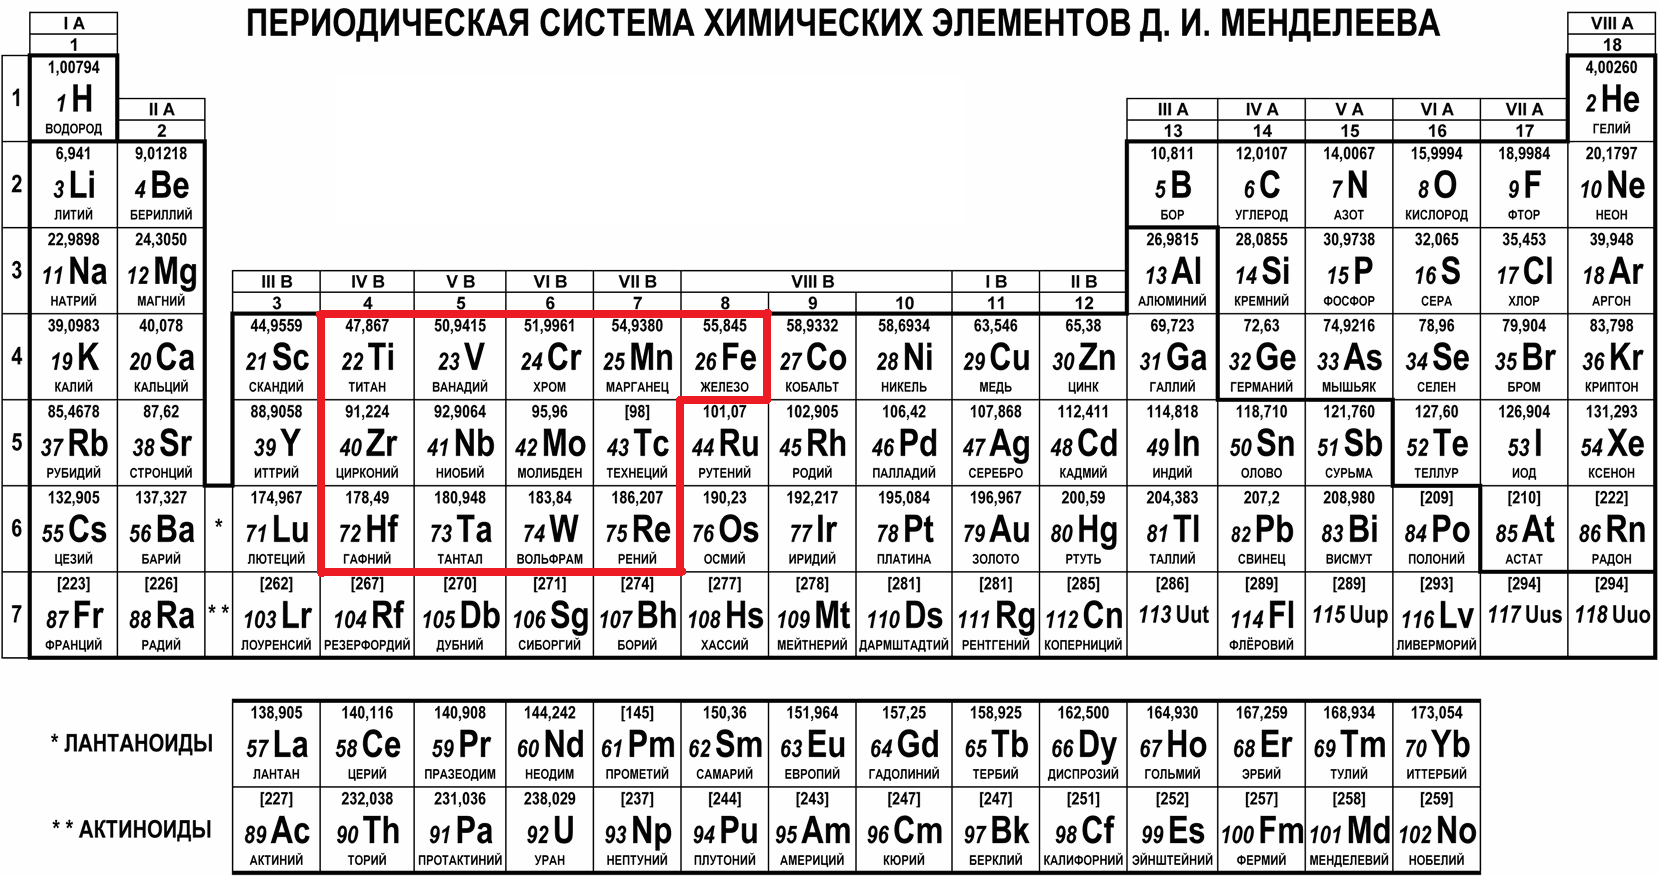 ПЕРИОДИЧЕСКАЯ СИСТЕМА ХИМИЧЕСКИХ ЭЛЕМЕНТОВ Д. И. МЕНДЕЛЕЕВА
I A VIII A
1 18
1 1,00794 4,00260
1 H 2 He
ВОДОРОД ГЕЛИЙ
II A III A IV A V A VI A VII A
2 13 14 15 16 17
2 6,941 9,01218 10,811 12,0107 14,0067 15,9994 18,9984 20,1797
3 Li 4 Be 5 B 6 C 7 N 8 O 9 F 10 Ne
ЛИТИЙ БЕРИЛЛИЙ БОР УГЛЕРОД АЗОТ КИСЛОРОД ФТОР НЕОН
3 22,9898 24,3050 26,9815 28,0855 30,9738 32,065 35,453 39,948
11 Na 12 Mg 13 Al 14 Si 15 P 16 S 17 Cl 18 Ar
НАТРИЙ МАГНИЙ АЛЮМИНИЙ КРЕМНИЙ ФОСФОР СЕРА ХЛОР АРГОН
III B IV B V B VI B VII B VIII B I B II B
3 4 5 6 7 8 9 10 11 12
4 39,0983 40,078 44,9559 47,867 50,9415 51,9961 54,9380 55,845 58,9332 58,6934 63,546 65,38 69,723 72,63 74,9216 78,96 79,904 83,798
19 K 20 Ca 21 Sc 22 Ti 23 V 24 Cr 25 Mn 26 Fe 27 Co 28 Ni 29 Cu 30 Zn 31 Ga 32 Ge 33 As 34 Se 35 Br 36 Kr
КАЛИЙ КАЛЬЦИЙ СКАНДИЙ ТИТАН ВАНАДИЙ ХРОМ МАРГАНЕЦ ЖЕЛЕЗО КОБАЛЬТ НИКЕЛЬ МЕДЬ ЦИНК ГАЛЛИЙ ГЕРМАНИЙ МЫШЬЯК СЕЛЕН БРОМ КРИПТОН
5 85,4678 87,62 88,9058 91,224 92,9064 95,96 [98] 101,07 102,905 106,42 107,868 112,411 114,818 118,710 121,760 127,60 126,904 131,293
37 Rb 38 Sr 39 Y 40 Zr 41 Nb 42 Mo 43 Tc 44 Ru 45 Rh 46 Pd 47 Ag 48 Cd 49 In 50 Sn 51 Sb 52 Te 53 I 54 Xe
РУБИДИЙ СТРОНЦИЙ ИТТРИЙ ЦИРКОНИЙ НИОБИЙ МОЛИБДЕН ТЕХНЕЦИЙ РУТЕНИЙ РОДИЙ ПАЛЛАДИЙ СЕРЕБРО КАДМИЙ ИНДИЙ ОЛОВО СУРЬМА ТЕЛЛУР ИОД КСЕНОН
6 132,905 137,327 * 174,967 178,49 180,948 183,84 186,207 190,23 192,217 195,084 196,967 200,59 204,383 207,2 208,980 [209] [210] [222]
55 Cs 56 Ba 71 Lu 72 Hf 73 Ta 74 W 75 Re 76 Os 77 Ir 78 Pt 79 Au 80 Hg 81 Tl 82 Pb 83 Bi 84 Po 85 At 86 Rn
ЦЕЗИЙ БАРИЙ ЛЮТЕЦИЙ ГАФНИЙ ТАНТАЛ ВОЛЬФРАМ РЕНИЙ ОСМИЙ ИРИДИЙ ПЛАТИНА ЗОЛОТО РТУТЬ ТАЛЛИЙ СВИНЕЦ ВИСМУТ ПОЛОНИЙ АСТАТ РАДОН
7 [223] [226] * * [262] [267] [270] [271] [274] [277] [278] [281] [281] [285] [286] [289] [289] [293] [294] [294]
87 Fr 88 Ra 103 Lr 104 Rf 105 Db 106 Sg 107 Bh 108 Hs 109 Mt 110 Ds 111 Rg 112 Cn 113 Uut 114 Fl 115 Uup 116 Lv 117 Uus 118 Uuo
ФРАНЦИЙ РАДИЙ ЛОУРЕНСИЙ РЕЗЕРФОРДИЙ ДУБНИЙ СИБОРГИЙ БОРИЙ ХАССИЙ МЕЙТНЕРИЙ ДАРМШТАДТИЙ РЕНТГЕНИЙ КОПЕРНИЦИЙ ФЛЁРОВИЙ ЛИВЕРМОРИЙ
138,905 140,116 140,908 144,242 [145] 150,36 151,964 157,25 158,925 162,500 164,930 167,259 168,934 173,054
* ЛАНТАНОИДЫ 57 La 58 Ce 59 Pr 60 Nd 61 Pm 62 Sm 63 Eu 64 Gd 65 Tb 66 Dy 67 Ho 68 Er 69 Tm 70 Yb
ЛАНТАН ЦЕРИЙ ПРАЗЕОДИМ НЕОДИМ ПРОМЕТИЙ САМАРИЙ ЕВРОПИЙ ГАДОЛИНИЙ ТЕРБИЙ ДИСПРОЗИЙ ГОЛЬМИЙ ЭРБИЙ ТУЛИЙ ИТТЕРБИЙ
[227] 232,038 231,036 238,029 [237] [244] [243] [247] [247] [251] [252] [257] [258] [259]
* * АКТИНОИДЫ 89 Ac 90 Th 91 Pa 92 U 93 Np 94 Pu 95 Am 96 Cm 97 Bk 98 Cf 99 Es 100 Fm 101 Md 102 No
АКТИНИЙ ТОРИЙ ПРОТАКТИНИЙ УРАН НЕПТУНИЙ ПЛУТОНИЙ АМЕРИЦИЙ КЮРИЙ БЕРКЛИЙ КАЛИФОРНИЙ ЭЙНШТЕЙНИЙ ФЕРМИЙ МЕНДЕЛЕВИЙ НОБЕЛИЙ